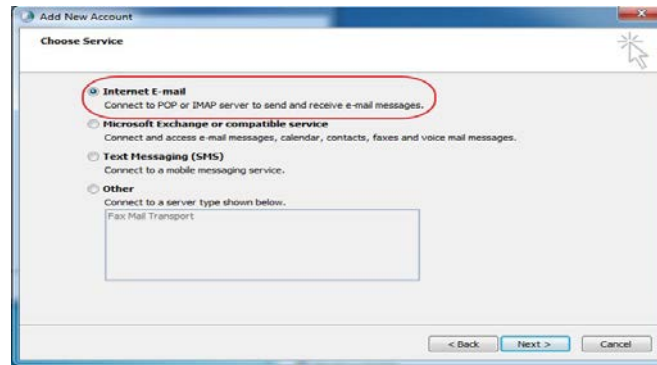 Add New Account
Choose Service
Internet E-mail
Connect to POP or IMAP server to send and receive e-mail messages.
Microsoft Exchange or compatible service
Connect and access e-mail messages, calendar, contacts, faxes and voice mail messages.
Text Messaging (SMS)
Connect to a mobile messaging service.
Other
Connect to a server type shown below.
Fax Mail Transport
< Back Next > Cancel